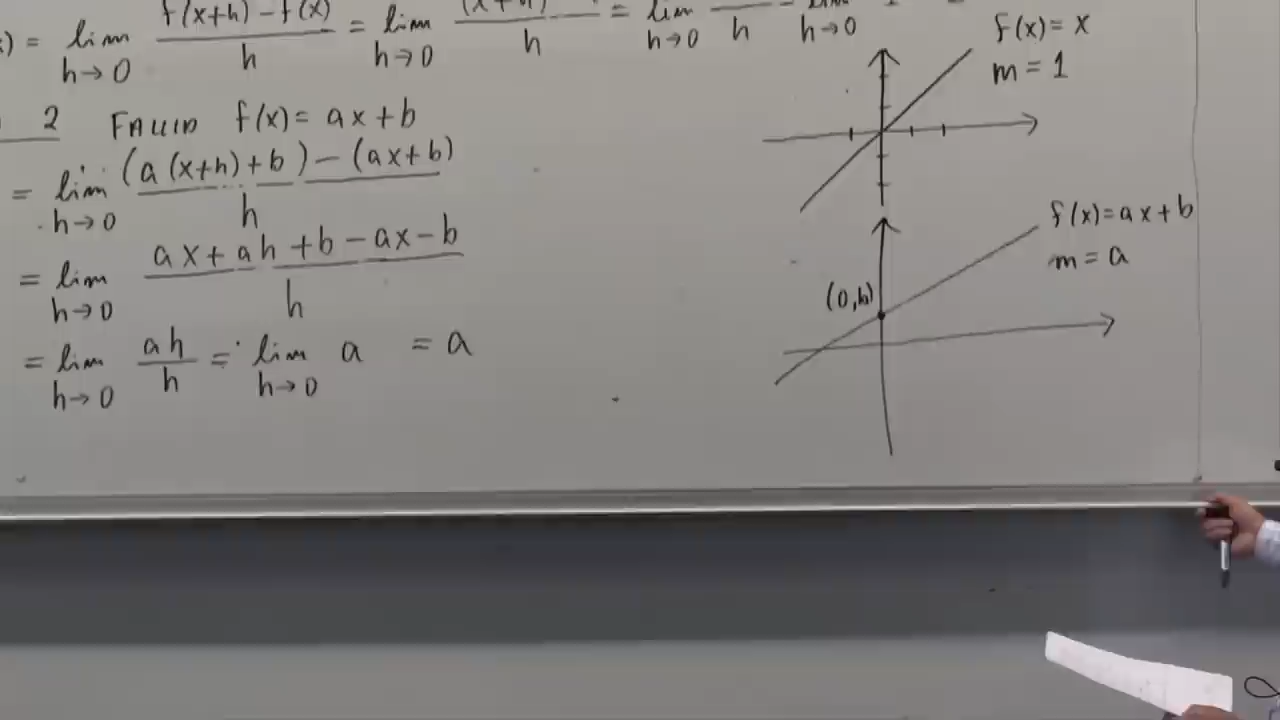 ) = lim h→0 f(x+h) - f(x) / h = lim h→0 / h = lim h→0 / h h→0
f(x) = x
m = 1
2 FALLIÐ f(x) = ax + b
= lim h→0 (a(x+h) + b) - (ax+b) / h
f(x) = ax + b
m = a
= lim h→0 ax + ah + b - ax - b / h
(0,b)
= lim h→0 ah / h = lim h→0 a = a